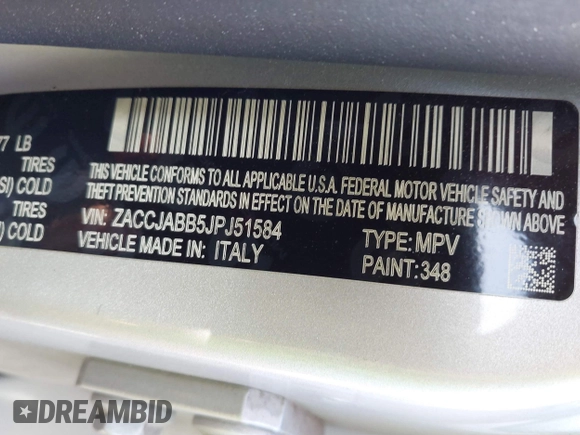 77 LB
TIRES
SI) COLD
TIRES
I) COLD
THIS VEHICLE CONFORMS TO ALL APPLICABLE U.S.A. FEDERAL MOTOR VEHICLE SAFETY AND
THEFT PREVENTION STANDARDS IN EFFECT ON THE DATE OF MANUFACTURE SHOWN ABOVE
VIN: ZACCJABB5JPJ51584
TYPE: MPV
VEHICLE MADE IN: ITALY
PAINT: 348
DREAMBID